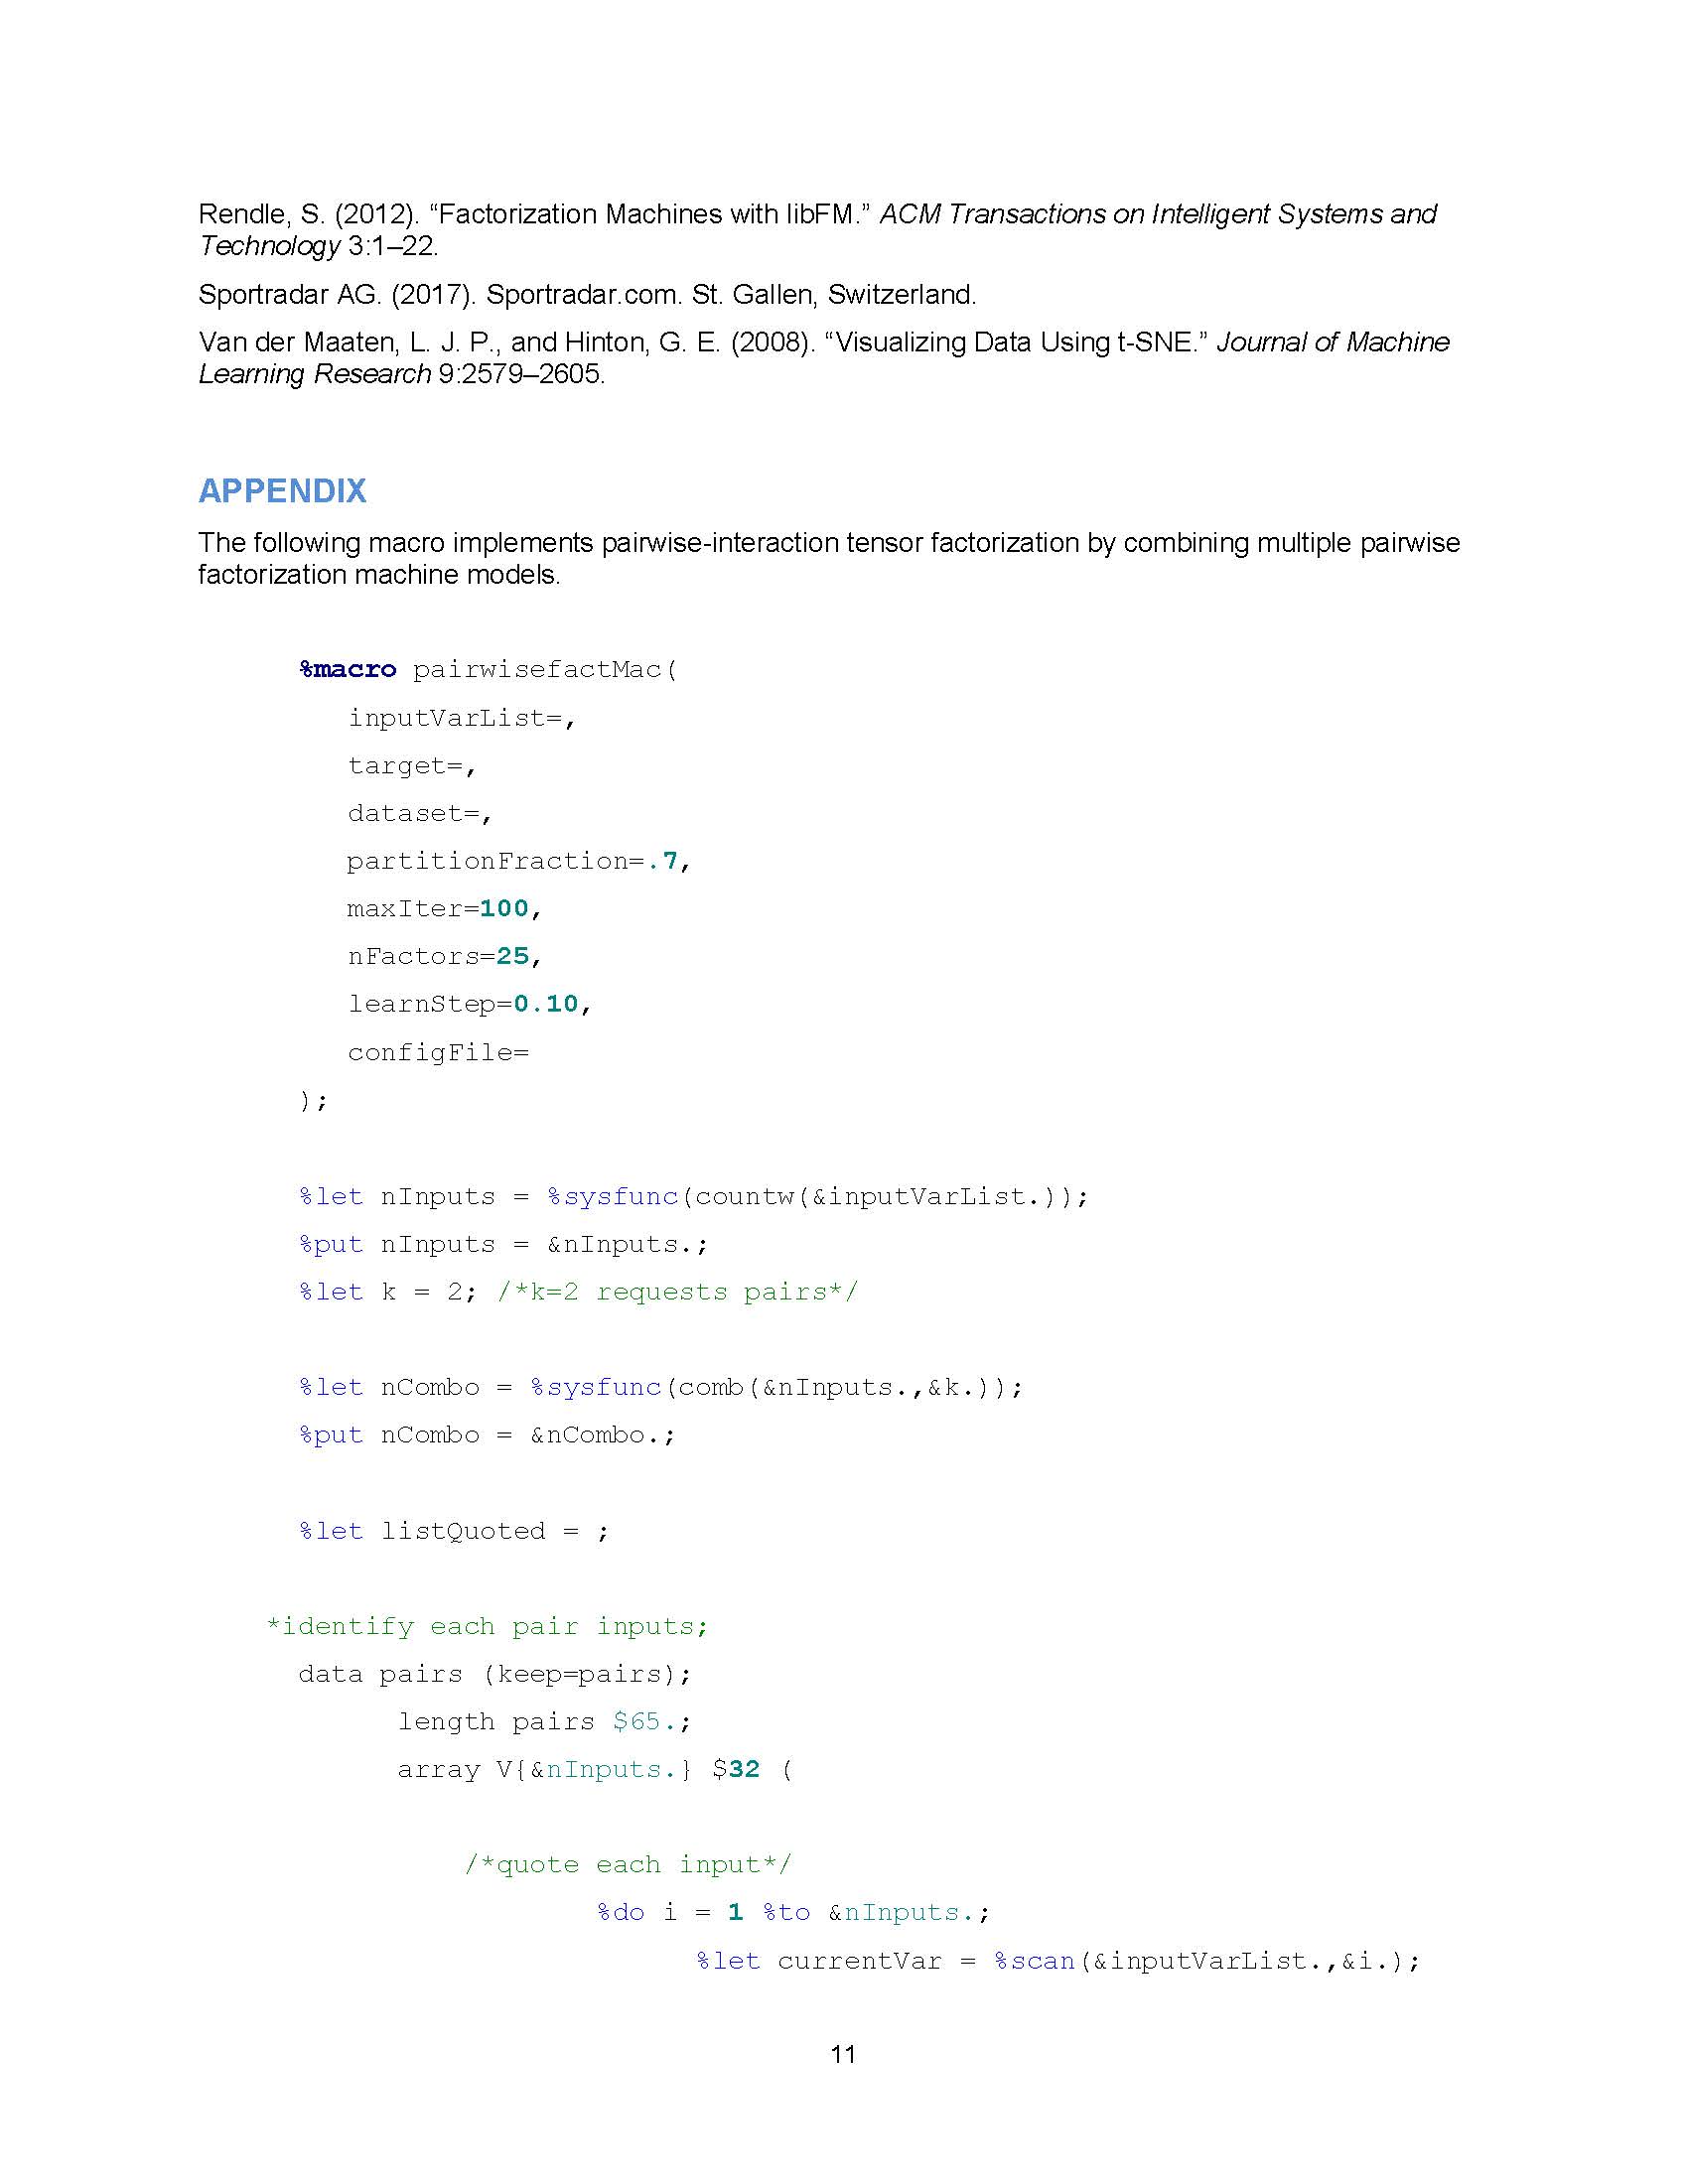 Rendle, S. (2012). “Factorization Machines with libFM.” ACM Transactions on Intelligent Systems and
Technology 3:1–22.
Sportradar AG. (2017). Sportradar.com. St. Gallen, Switzerland.
Van der Maaten, L. J. P., and Hinton, G. E. (2008). “Visualizing Data Using t-SNE.” Journal of Machine
Learning Research 9:2579–2605.
APPENDIX
The following macro implements pairwise-interaction tensor factorization by combining multiple pairwise
factorization machine models.
%macro pairwisefactMac(
inputVarList=,
target=,
dataset=,
partitionFraction=.7,
maxIter=100,
nFactors=25,
learnStep=0.10,
configFile=
);
%let nInputs = %sysfunc(countw(&inputVarList.));
%put nInputs = &nInputs.;
%let k = 2; /*k=2 requests pairs*/
%let nCombo = %sysfunc(comb(&nInputs.,&k.));
%put nCombo = &nCombo.;
%let listQuoted = ;
*identify each pair inputs;
data pairs (keep=pairs);
length pairs $65.;
array V{&nInputs.} $32 (
/*quote each input*/
%do i = 1 %to &nInputs.;
%let currentVar = %scan(&inputVarList.,&i.);
11